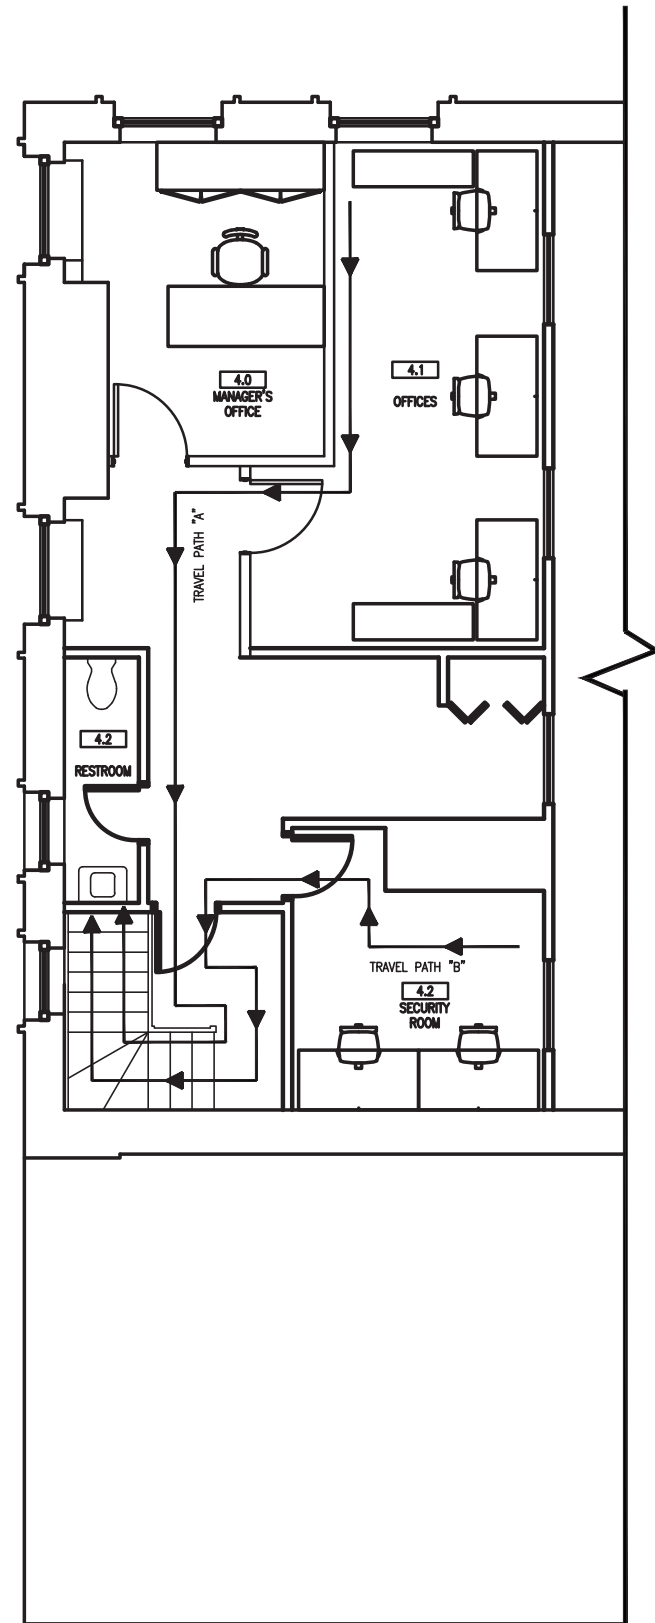 4.0
MANAGER'S
OFFICE
4.1
OFFICES
TRAVEL PATH "A"
4.2
RESTROOM
TRAVEL PATH "B"
4.2
SECURITY
ROOM